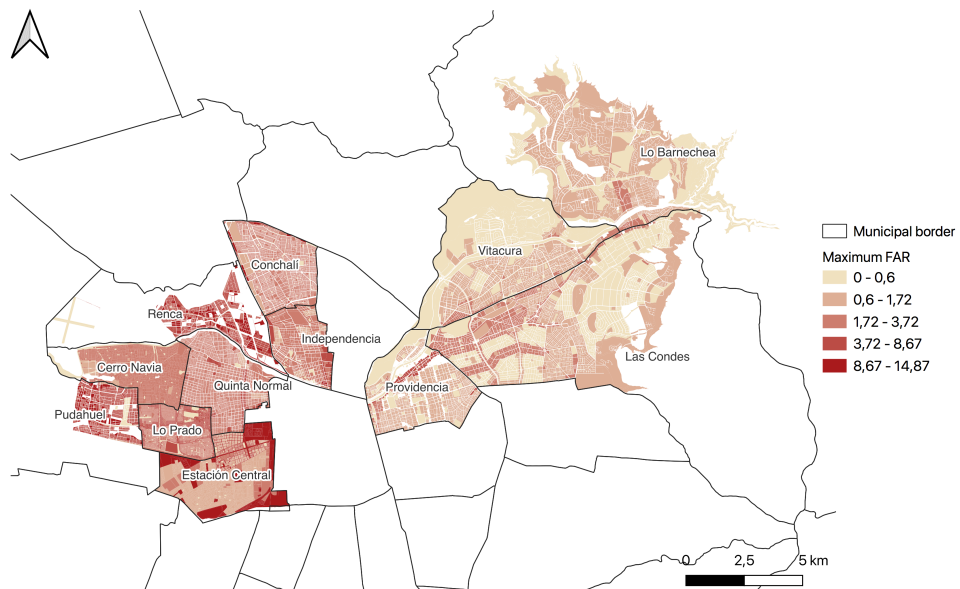 Lo Barnechea
Vitacura
Municipal border
Maximum FAR
0 - 0,6
0,6 - 1,72
1,72 - 3,72
3,72 - 8,67
8,67 - 14,87
Conchalí
Renca
Independencia
Las Condes
Cerro Navia
Quinta Normal
Providencia
Pudahuel
Lo Prado
Estación Central
0 2,5 5 km